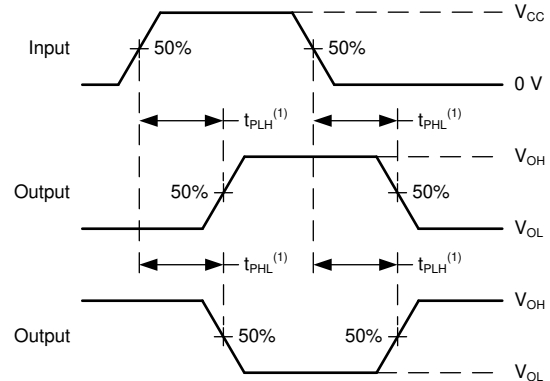 V_CC
Input 50% 50%
0 V
t_PLH^(1) t_PHL^(1)
V_OH
Output 50% 50%
V_OL
t_PHL^(1) t_PLH^(1)
V_OH
Output 50% 50%
V_OL